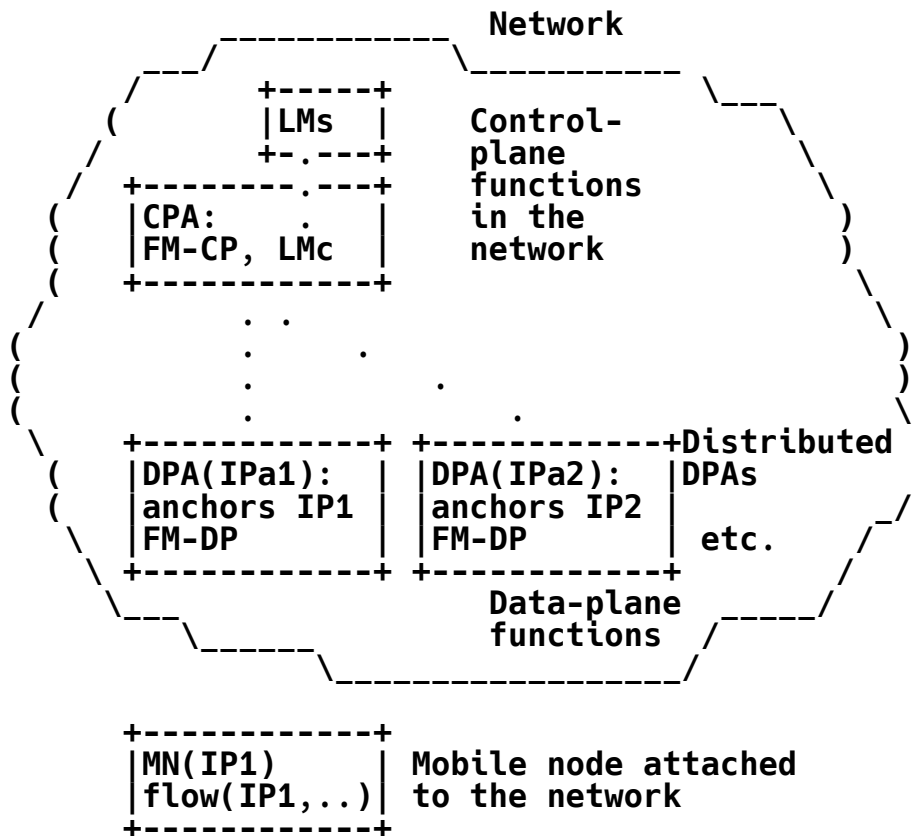 Network
LMs
Control-
plane
functions
in the
network
CPA:
FM-CP, LMc
Distributed
DPAs
etc.
DPA(IPa1):
anchors IP1
FM-DP
DPA(IPa2):
anchors IP2
FM-DP
Data-plane
functions
MN(IP1)
flow(IP1,..)
Mobile node attached
to the network